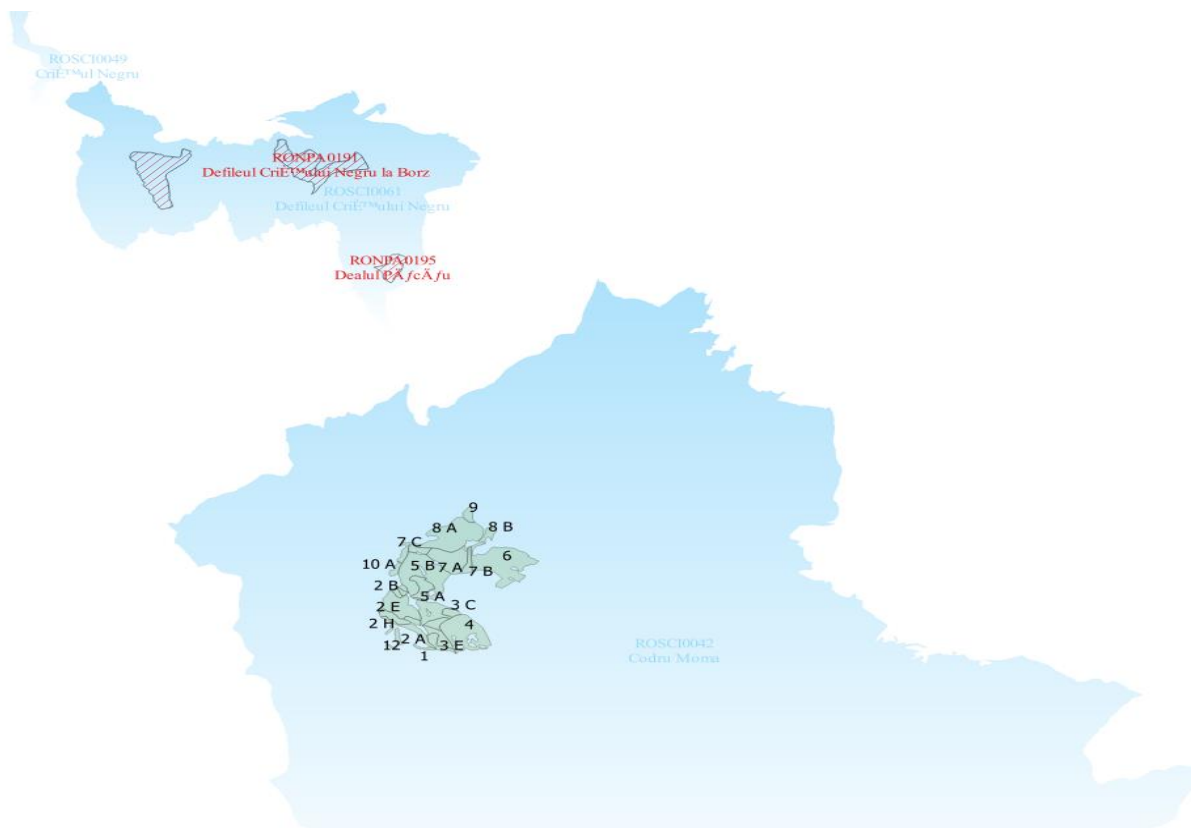 ROSCI0049
CriÈ™ul Negru
RONPA0191
Defileul CriÈ™ului Negru la Borz
ROSCI0061
Defileul CriÈ™ului Negru
RONPA0195
Dealul PÄƒcÄƒu
9
8 A
8 B
7 C
6
10 A
5 B
7 A
7 B
2 B
5 A
2 E
3 C
2 H
4
2 A
12
3 E
1
ROSCI0042
Codru Moma